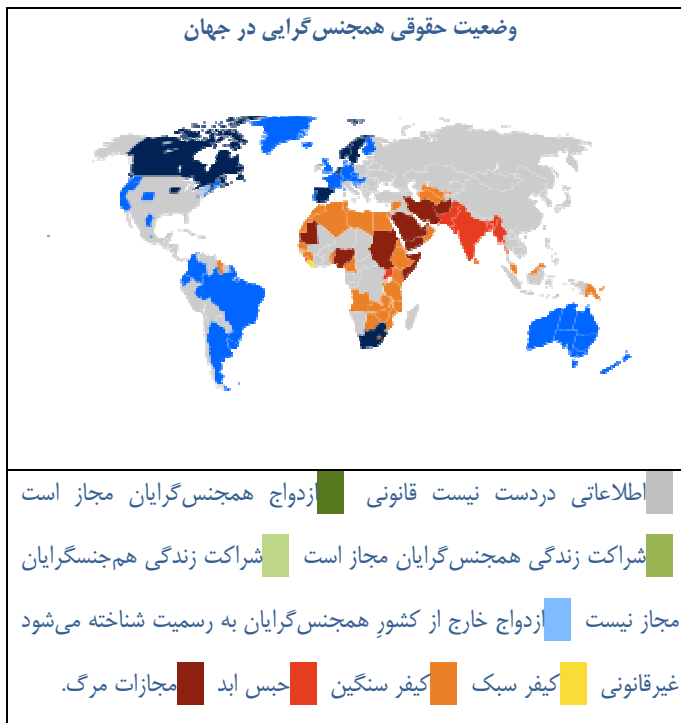 وضعیت حقوقی همجنس‌گرایی در جهان
اطلاعاتی دردست نیست قانونی ازدواج همجنس‌گرایان مجاز است
شراکت زندگی همجنس‌گرایان مجاز است شراکت زندگی هم‌جنسگرایان
مجاز نیست ازدواج خارج از کشورِ همجنس‌گرایان به رسمیت شناخته می‌شود
غیرقانونی کیفر سبک کیفر سنگین حبس ابد مجازات مرگ.